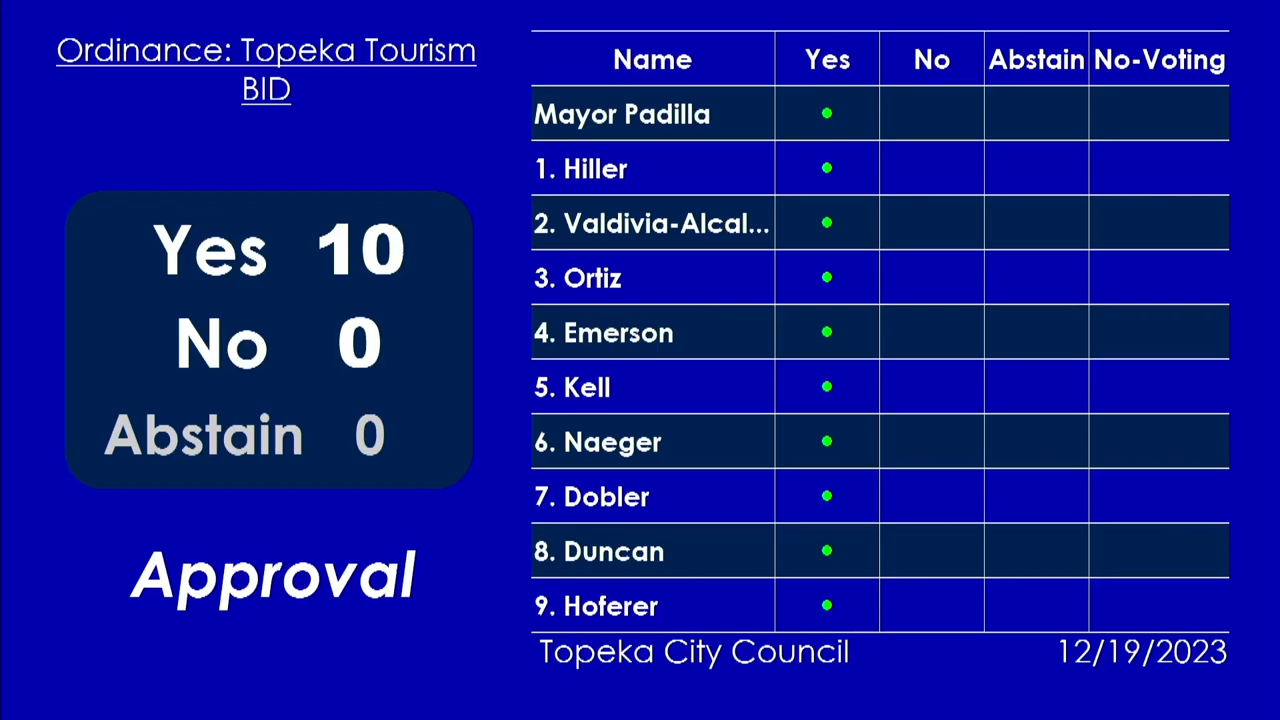 Ordinance: Topeka Tourism
BID
Yes 10
No 0
Abstain 0
Approval
Name Yes No Abstain No-Voting
Mayor Padilla
1. Hiller
2. Valdivia-Alcal...
3. Ortiz
4. Emerson
5. Kell
6. Naeger
7. Dobler
8. Duncan
9. Hoferer
Topeka City Council 12/19/2023